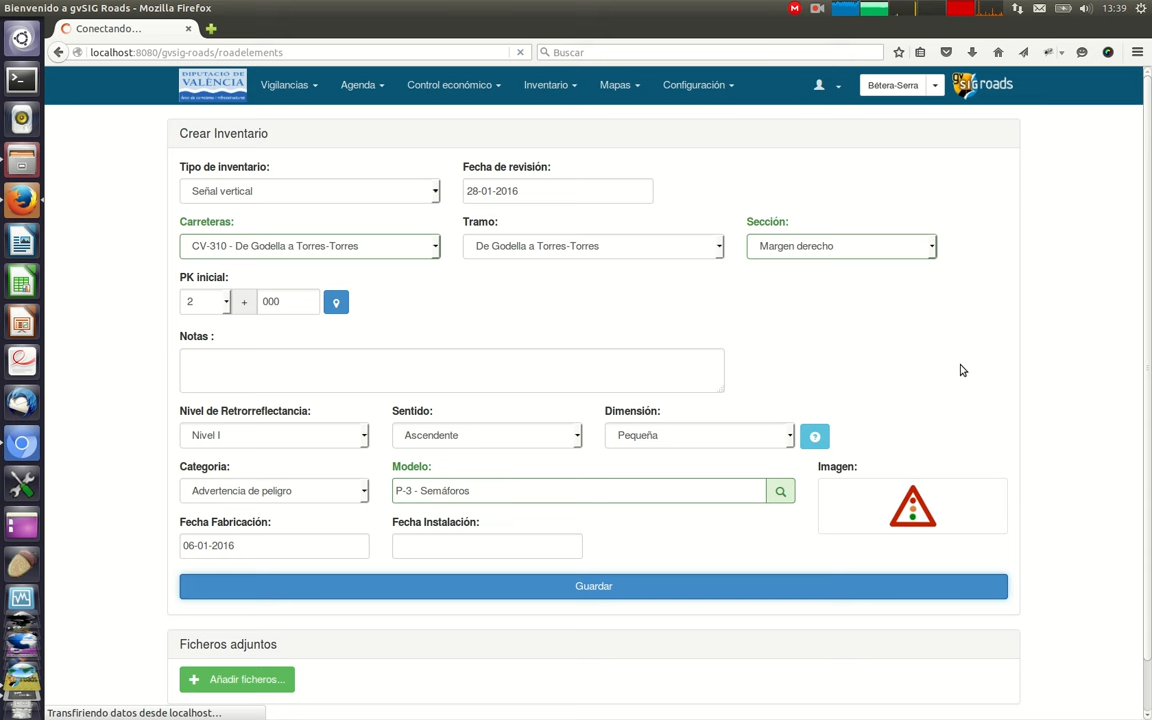 Bienvenido a gvSIG Roads - Mozilla Firefox
13:39
Conectando…
localhost:8080/gvsig-roads/roadelements
Buscar
DIPUTACIÓ DE
VALÈNCIA
Vigilancias
Agenda
Control económico
Inventario
Mapas
Configuración
Bétera-Serra
gvSIG roads
Crear Inventario
Tipo de inventario:
Fecha de revisión:
Señal vertical
28-01-2016
Carreteras:
Tramo:
Sección:
CV-310 - De Godella a Torres-Torres
De Godella a Torres-Torres
Margen derecho
PK inicial:
2
+
000
Notas :
Nivel de Retrorreflectancia:
Sentido:
Dimensión:
Nivel I
Ascendente
Pequeña
Categoria:
Modelo:
Imagen:
Advertencia de peligro
P-3 - Semáforos
Fecha Fabricación:
Fecha Instalación:
06-01-2016
Guardar
Ficheros adjuntos
Añadir ficheros...
Transfiriendo datos desde localhost…